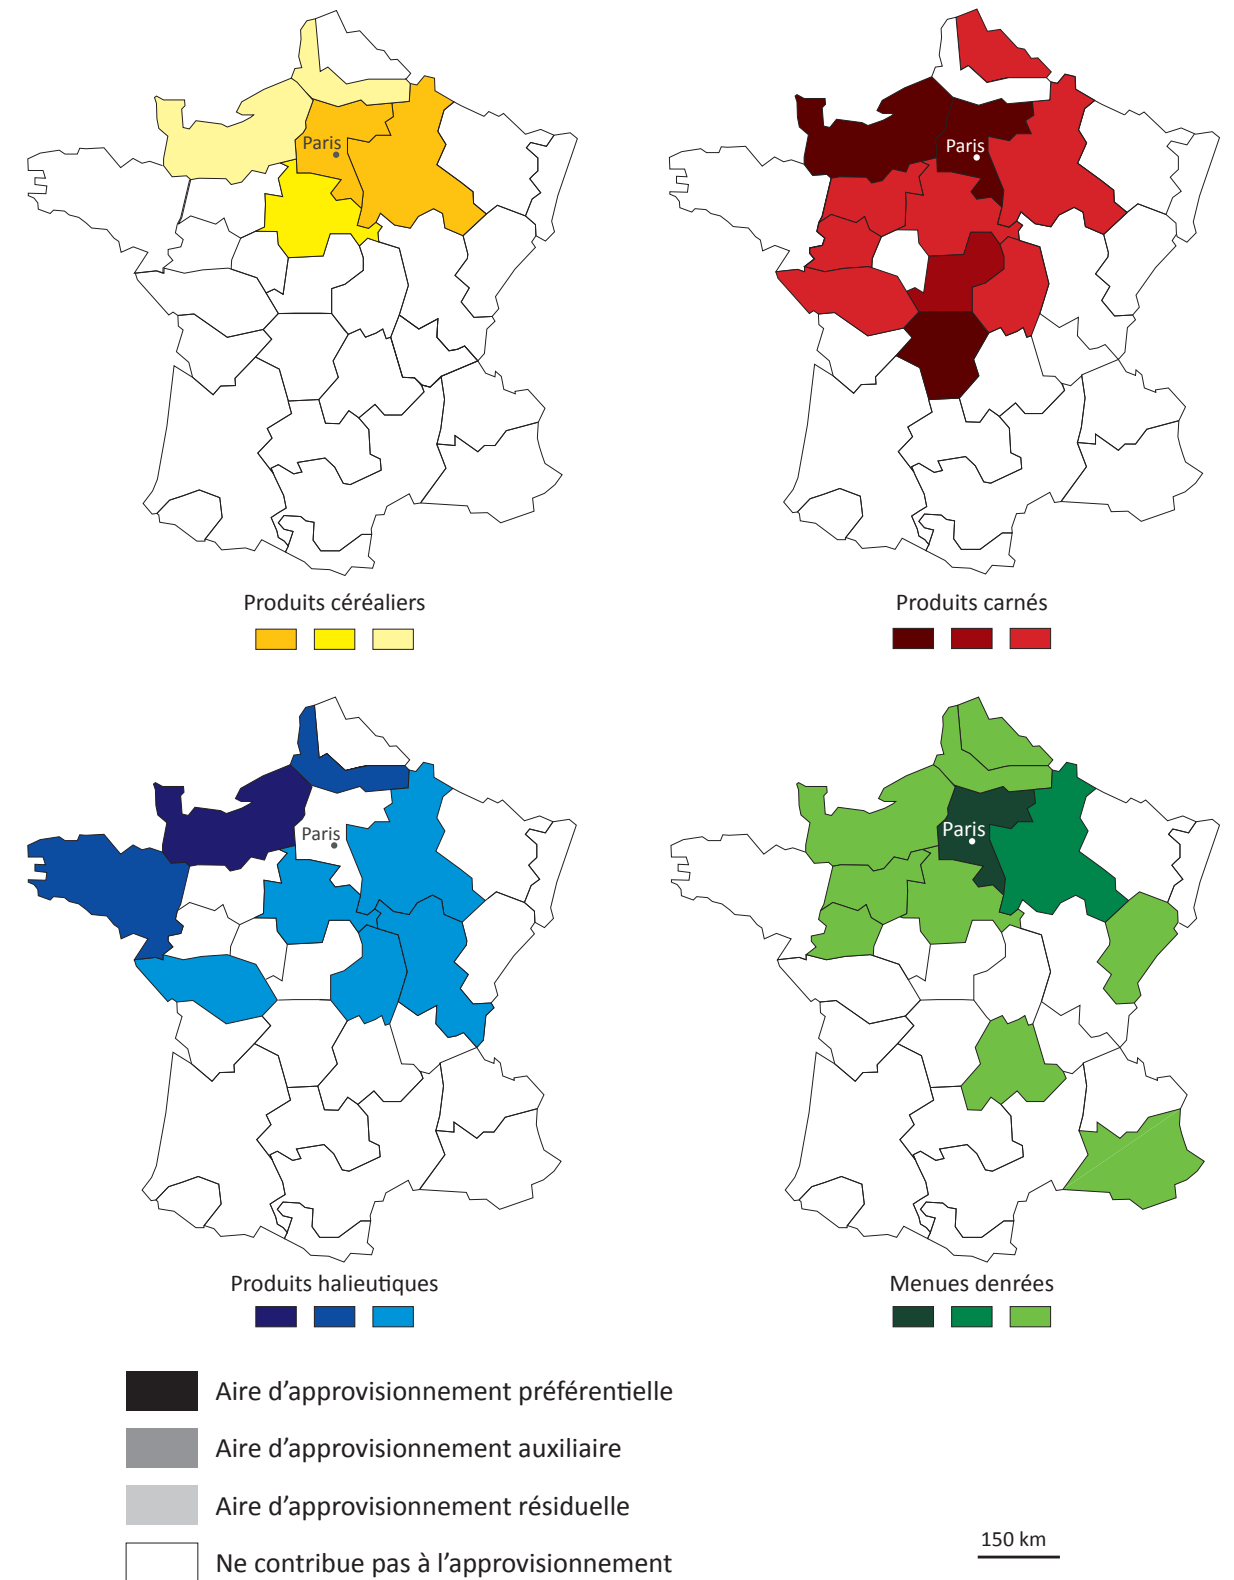 Paris
Paris
Produits céréaliers
Produits carnés
Paris
Paris
Produits halieutiques
Menues denrées
Aire d’approvisionnement préférentielle
Aire d’approvisionnement auxiliaire
Aire d’approvisionnement résiduelle
150 km
Ne contribue pas à l’approvisionnement